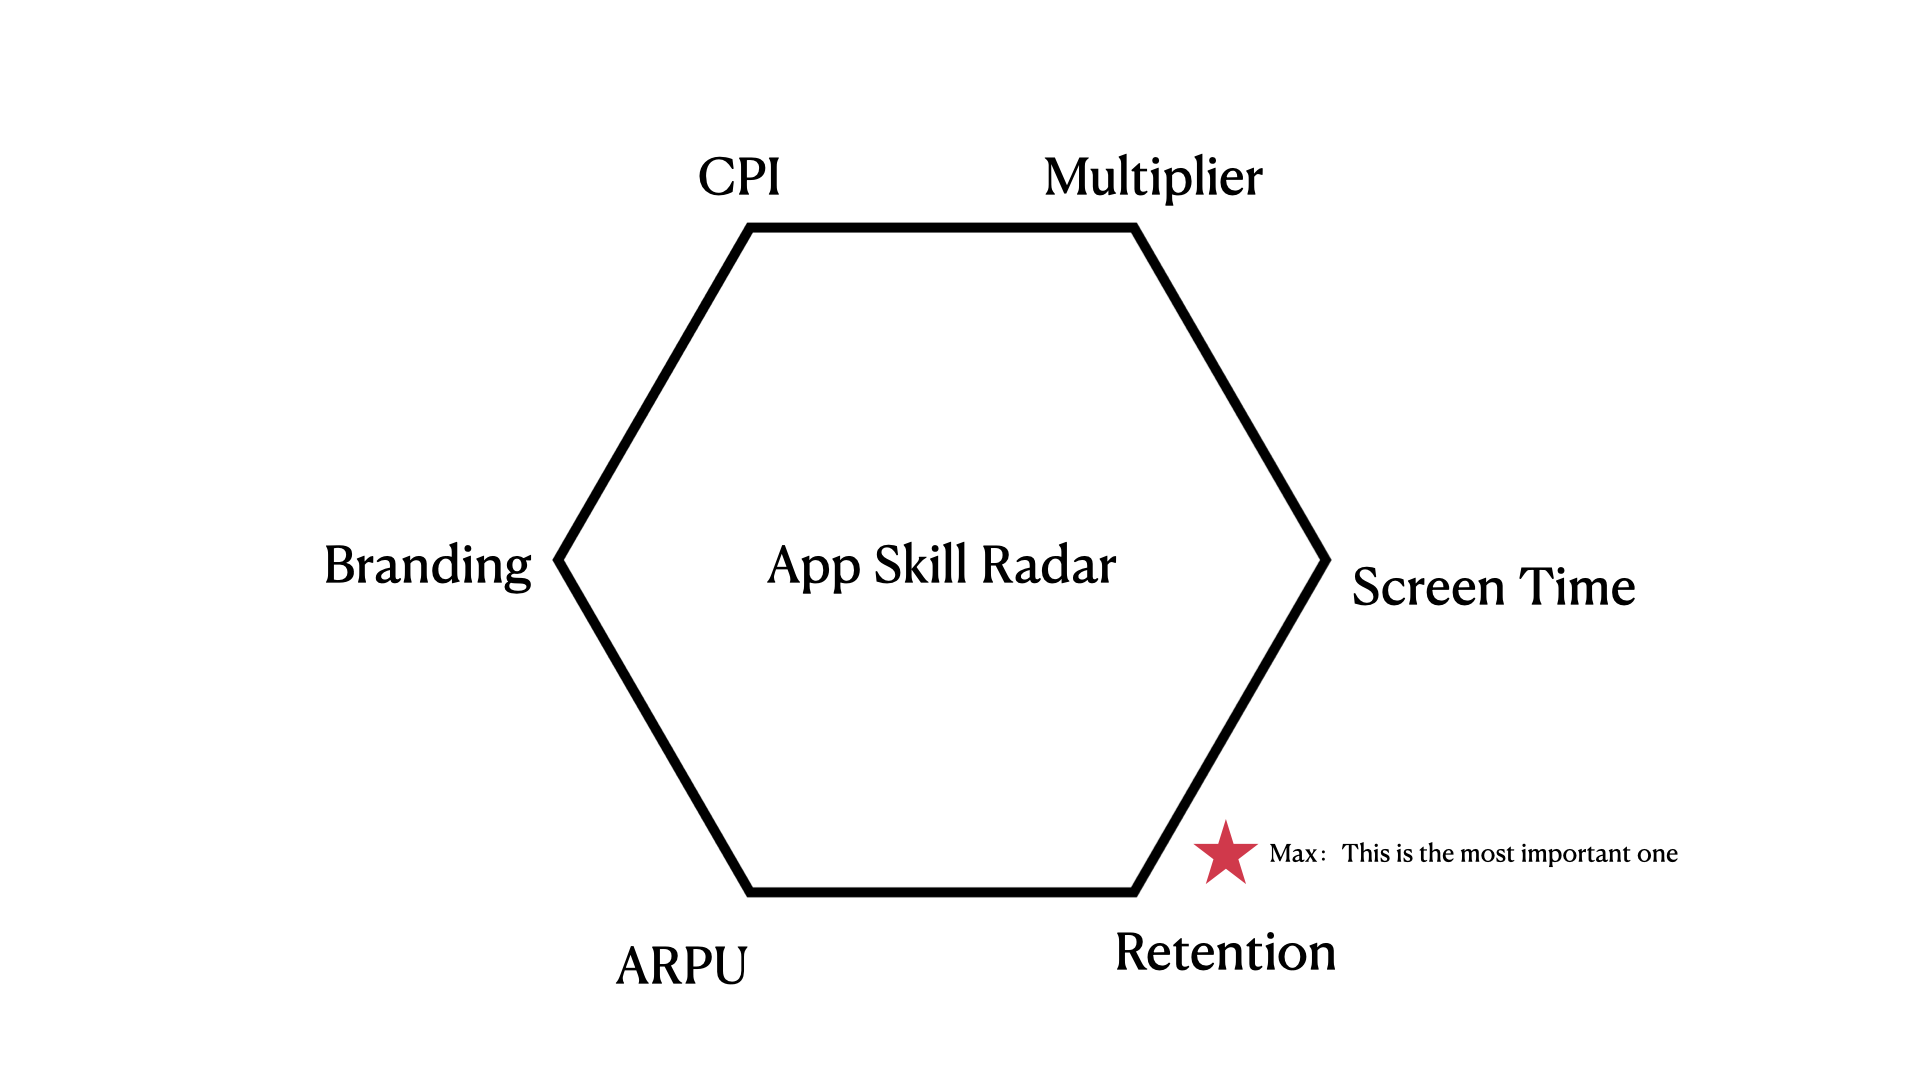 CPI
Multiplier
Branding
App Skill Radar
Screen Time
Max： This is the most important one
ARPU
Retention